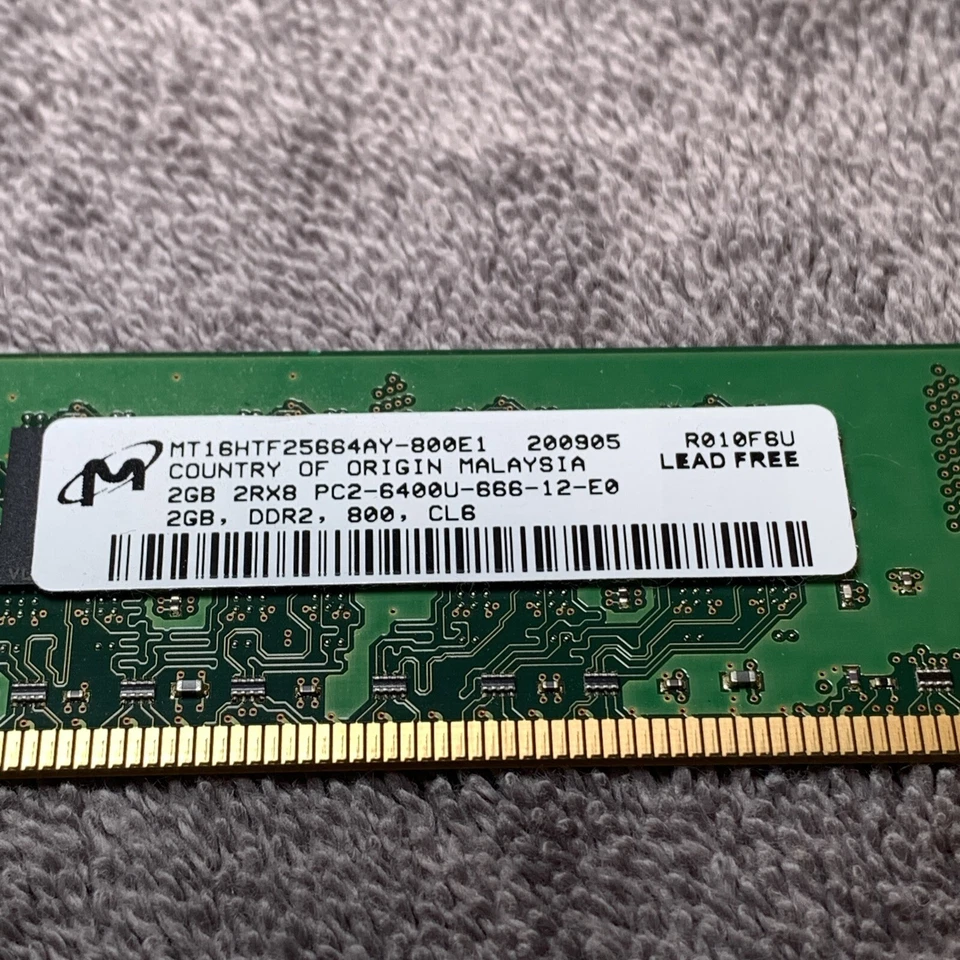 MT16HTF25664AY-800E1 200905 R010F6U
COUNTRY OF ORIGIN MALAYSIA LEAD FREE
2GB 2RX8 PC2-6400U-666-12-E0
2GB, DDR2, 800, CL6